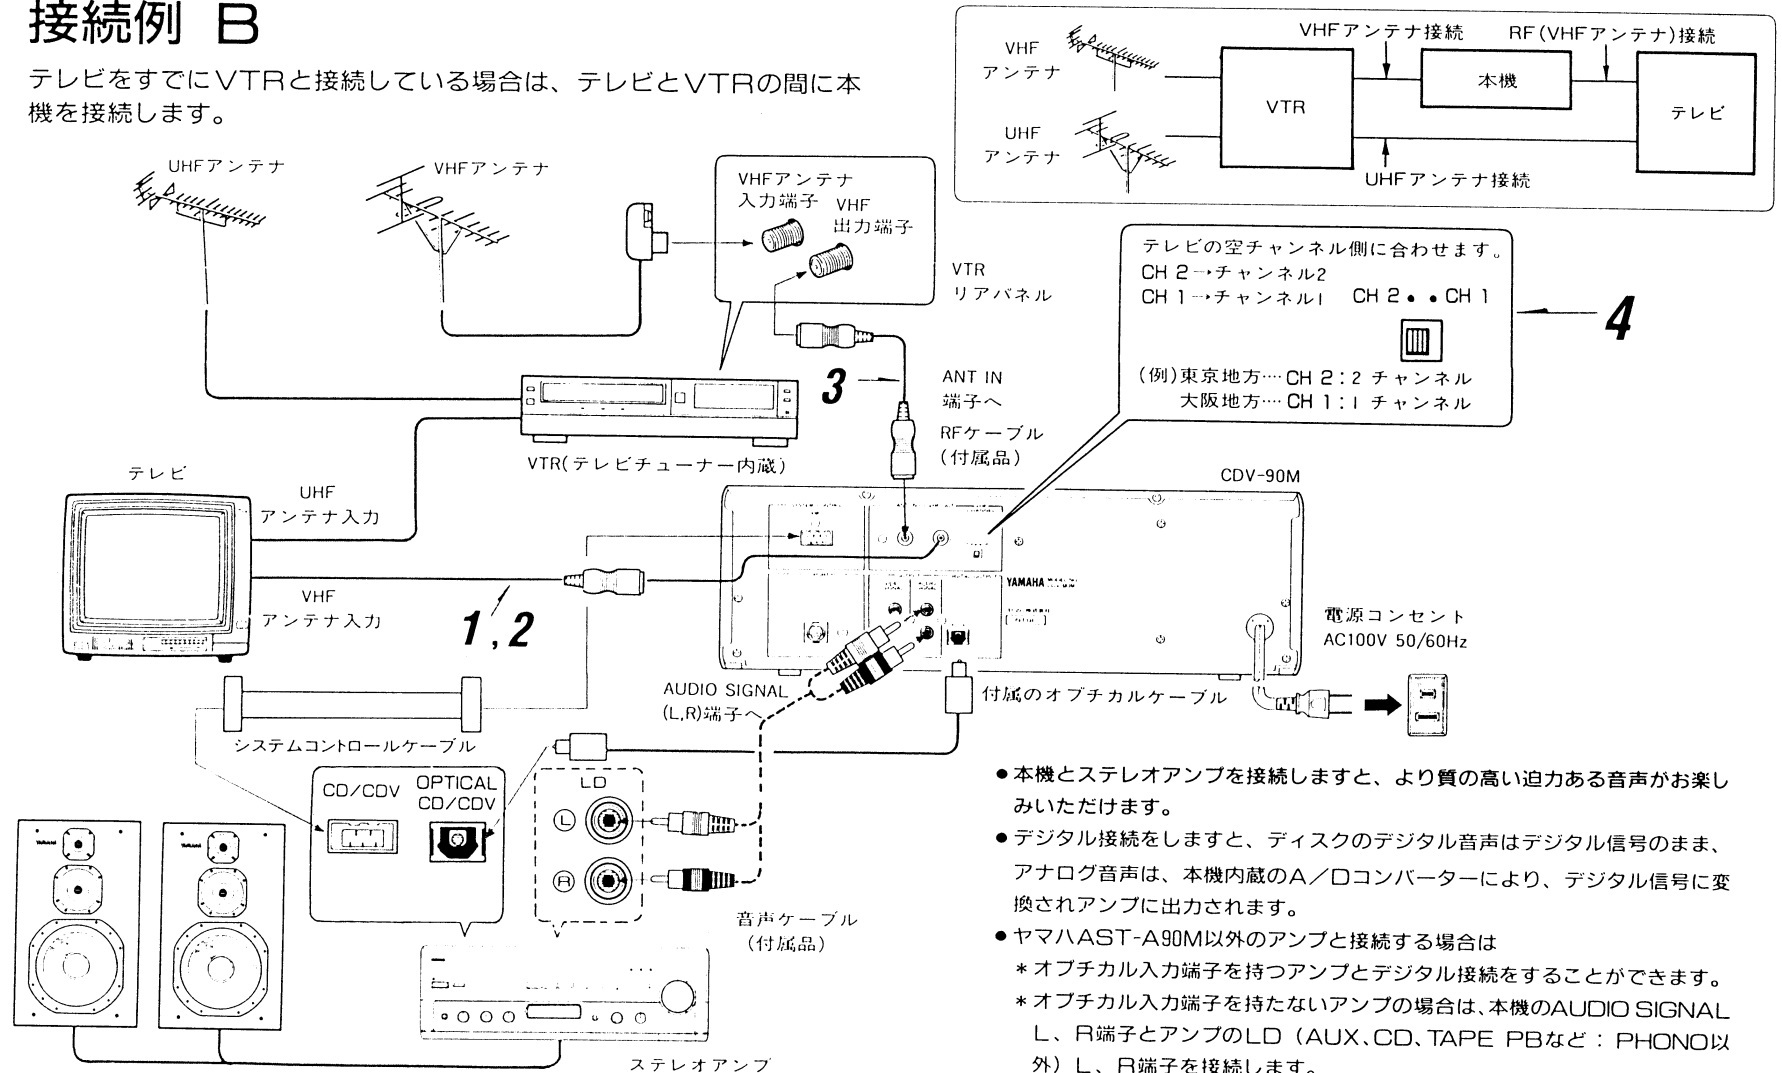 接続例 B
テレビをすでにVTRと接続している場合は、テレビとVTRの間に本
機を接続します。
VHF
アンテナ
UHF
アンテナ
VTR
VHFアンテナ接続
本機
RF(VHFアンテナ)接続
テレビ
UHFアンテナ接続
UHFアンテナ
VHFアンテナ
VHFアンテナ
入力端子
VHF
出力端子
VTR
リアパネル
テレビの空チャンネル側に合わせます。
CH 2→チャンネル2
CH 1→チャンネル1
CH 2・・CH 1
(例)東京地方…CH 2:2 チャンネル
大阪地方…CH 1:1 チャンネル
4
3
ANT IN
端子へ
RFケーブル
(付属品)
VTR(テレビチューナー内蔵)
テレビ
UHF
アンテナ入力
VHF
アンテナ入力
1,2
CDV-90M
YAMAHA
電源コンセント
AC100V 50/60Hz
AUDIO SIGNAL
(L,R)端子へ
付属のオプチカルケーブル
システムコントロールケーブル
CD/CDV
OPTICAL
CD/CDV
LD
L
R
音声ケーブル
(付属品)
ステレオアンプ
●本機とステレオアンプを接続しますと、より質の高い迫力ある音声がお楽し
みいただけます。
●デジタル接続をしますと、ディスクのデジタル音声はデジタル信号のまま、
アナログ音声は、本機内蔵のA/Dコンバーターにより、デジタル信号に変
換されアンプに出力されます。
●ヤマハAST-A90M以外のアンプと接続する場合は
*オプチカル入力端子を持つアンプとデジタル接続をすることができます。
*オプチカル入力端子を持たないアンプの場合は、本機のAUDIO SIGNAL
L、R端子とアンプのLD(AUX、CD、TAPE PBなど:PHONO以
外)L、R端子を接続します。